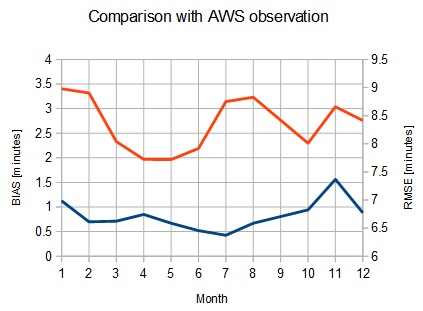 Comparison with AWS observation
4 9.5
3.5 9
3 8.5
2.5 8
2 7.5
1.5 7
1 6.5
0.5 6
0
BIAS [minutes]
RMSE [minutes]
1 2 3 4 5 6 7 8 9 10 11 12
Month